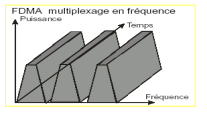 FDMA multiplexage en fréquence
Puissance
Temps
Fréquence